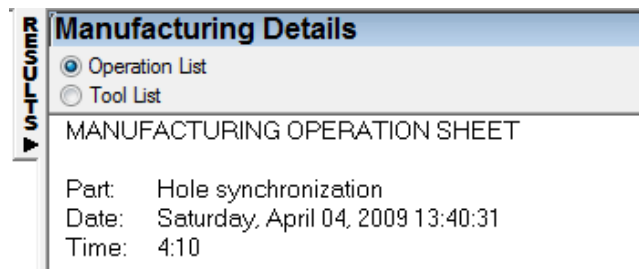 RESULTS
Manufacturing Details
Operation List
Tool List
MANUFACTURING OPERATION SHEET
Part: Hole synchronization
Date: Saturday, April 04, 2009 13:40:31
Time: 4:10